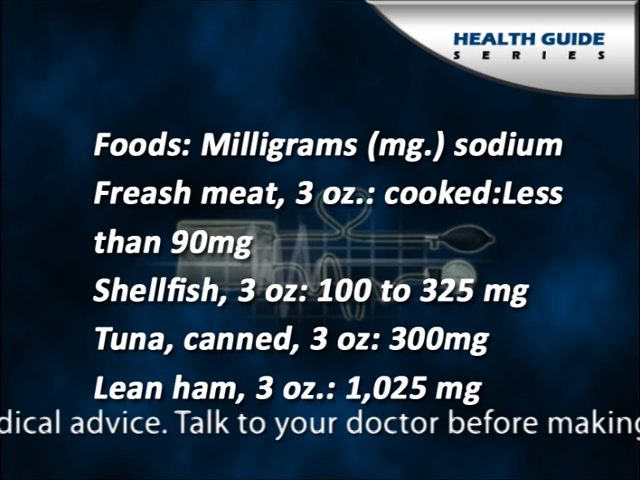 HEALTH GUIDE
SERIES
Foods: Milligrams (mg.) sodium
Freash meat, 3 oz.: cooked:Less
than 90mg
Shellfish, 3 oz: 100 to 325 mg
Tuna, canned, 3 oz: 300mg
Lean ham, 3 oz.: 1,025 mg
dical advice. Talk to your doctor before making